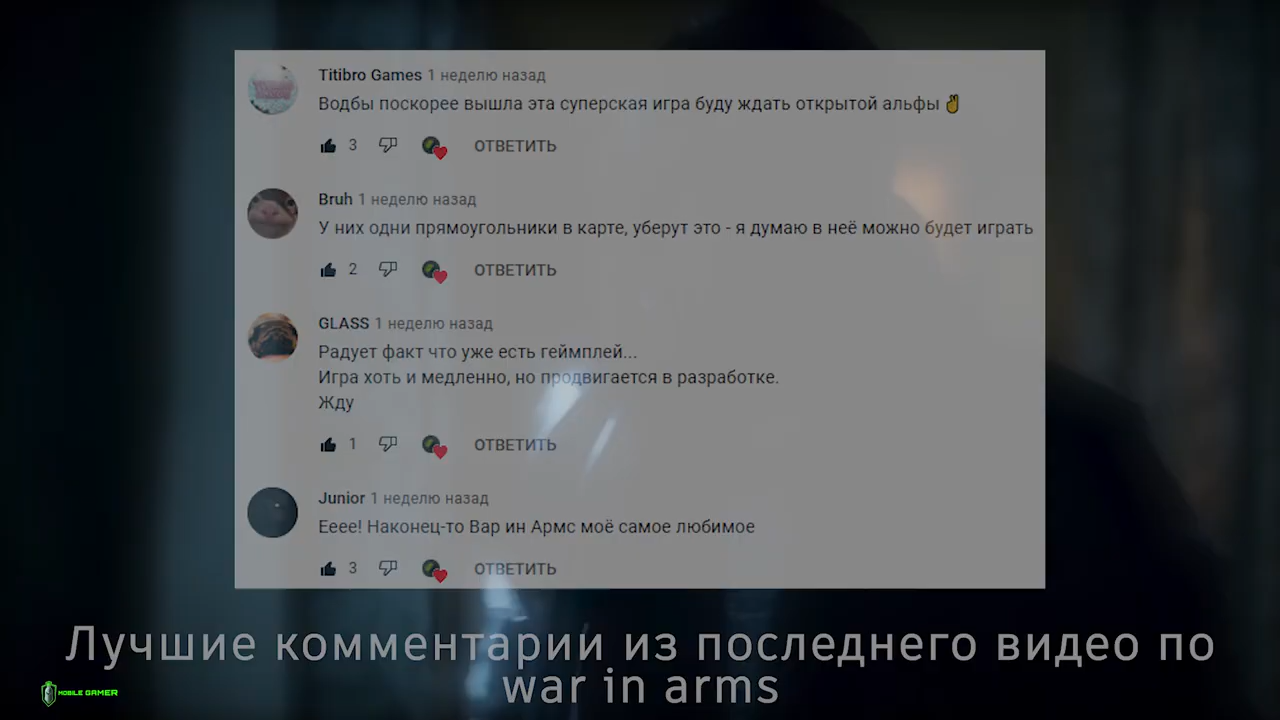 Titibro Games 1 неделю назад
Водбы поскорее вышла эта суперская игра буду ждать открытой альфы ✌
3 ОТВЕТИТЬ
Bruh 1 неделю назад
У них одни прямоугольники в карте, уберут это - я думаю в неё можно будет играть
2 ОТВЕТИТЬ
GLASS 1 неделю назад
Радует факт что уже есть геймплей...
Игра хоть и медленно, но продвигается в разработке.
Жду
1 ОТВЕТИТЬ
Junior 1 неделю назад
Ееее! Наконец-то Вар ин Армс моё самое любимое
3 ОТВЕТИТЬ
Лучшие комментарии из последнего видео по
war in arms
MOBILE GAMER